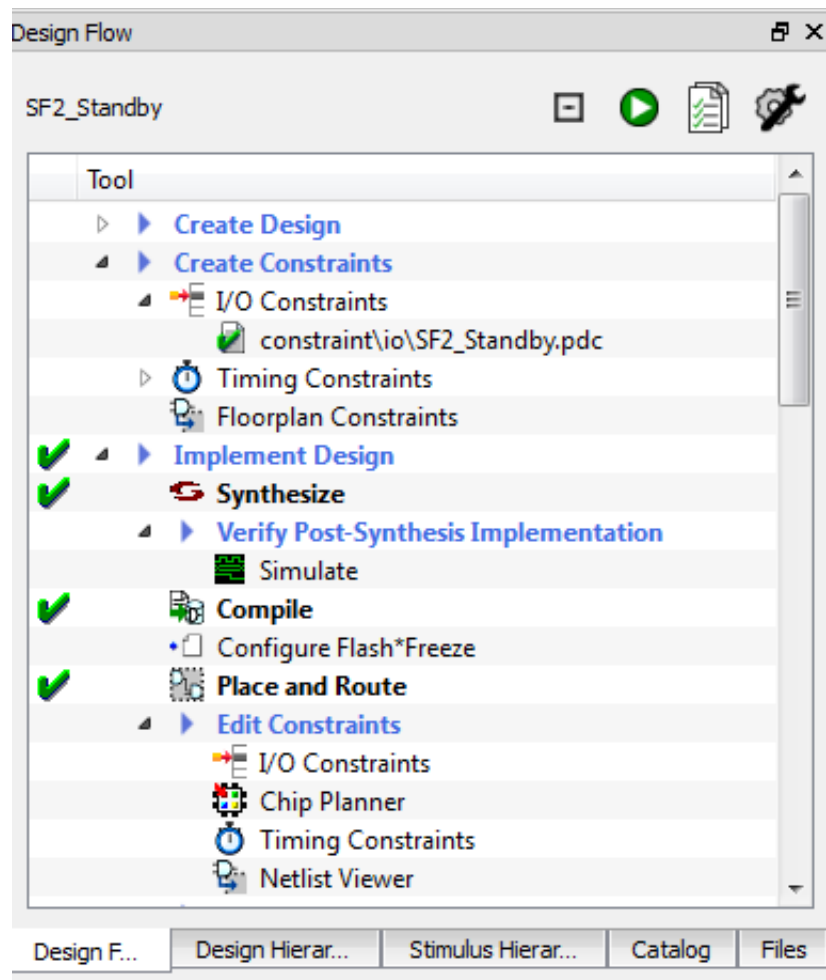 Design Flow
SF2_Standby
Tool
Create Design
Create Constraints
I/O Constraints
constraint\io\SF2_Standby.pdc
Timing Constraints
Floorplan Constraints
Implement Design
Synthesize
Verify Post-Synthesis Implementation
Simulate
Compile
Configure Flash*Freeze
Place and Route
Edit Constraints
I/O Constraints
Chip Planner
Timing Constraints
Netlist Viewer
Design F... Design Hierar... Stimulus Hierar... Catalog Files